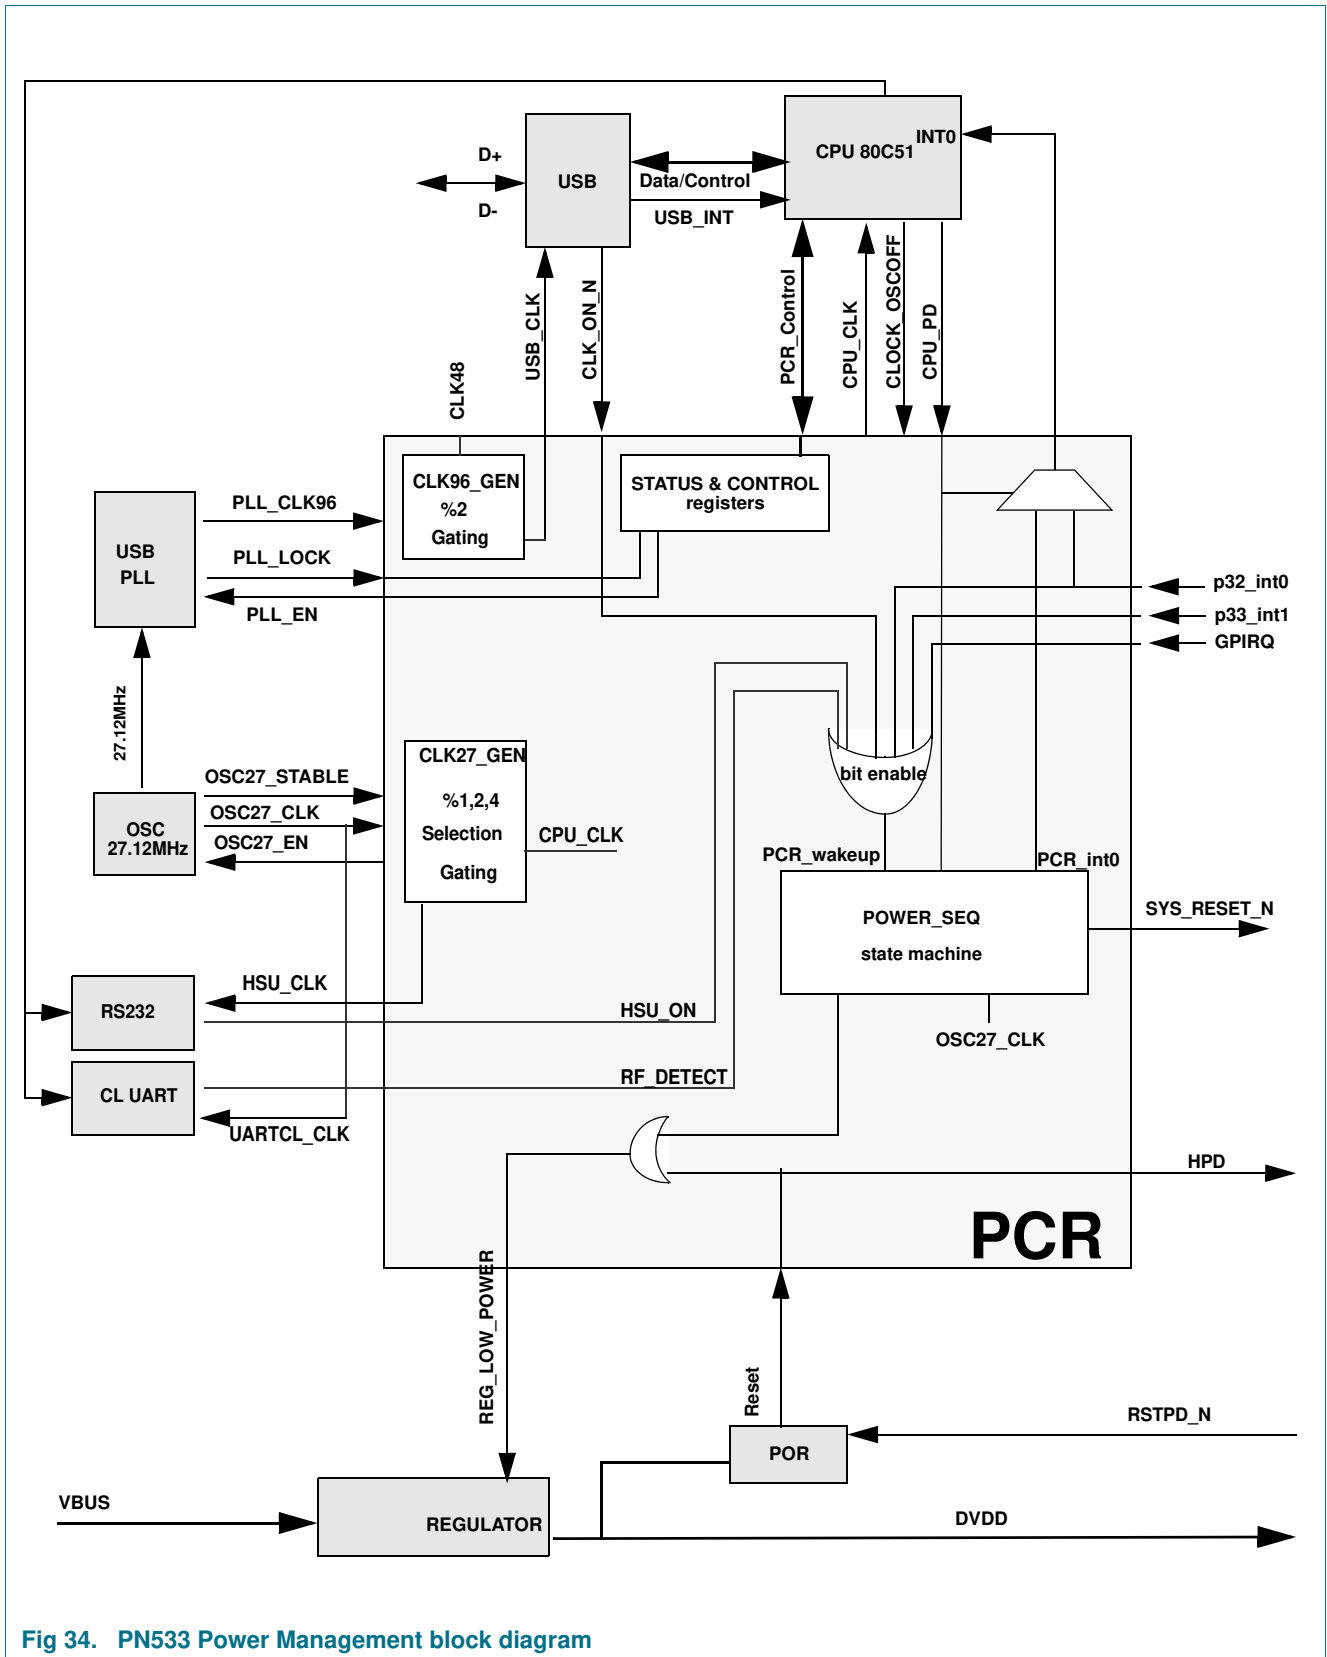 INT0
CPU 80C51
D+
USB
Data/Control
D-
USB_INT
USB_CLK
CLK_ON_N
PCR_Control
CPU_CLK
CLOCK_OSCOFF
CPU_PD
CLK48
CLK96_GEN
%2
Gating
STATUS & CONTROL
registers
PLL_CLK96
USB
PLL
PLL_LOCK
PLL_EN
p32_int0
p33_int1
GPIRQ
27.12MHz
CLK27_GEN
%1,2,4
Selection
Gating
bit enable
OSC27_STABLE
OSC27_CLK
OSC27_EN
OSC
27.12MHz
CPU_CLK
PCR_wakeup
PCR_int0
POWER_SEQ
state machine
SYS_RESET_N
HSU_CLK
RS232
HSU_ON
OSC27_CLK
RF_DETECT
CL UART
UARTCL_CLK
HPD
PCR
REG_LOW_POWER
Reset
RSTPD_N
POR
VBUS
REGULATOR
DVDD
Fig 34. PN533 Power Management block diagram